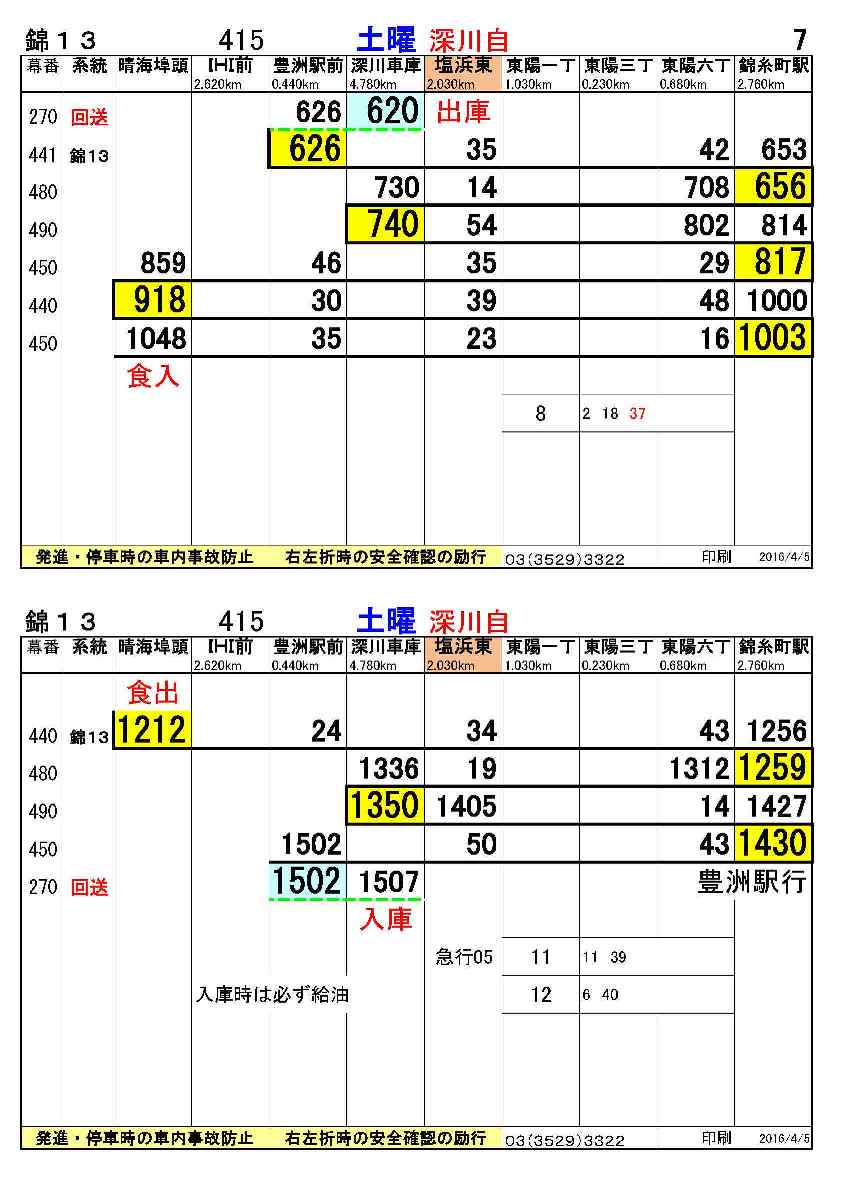 錦１３ 415 土曜 深川自 7
幕番 系統 晴海埠頭 IHI前 豊洲駅前 深川車庫 塩浜東 東陽一丁 東陽三丁 東陽六丁 錦糸町駅
2.620km 0.440km 4.780km 2.030km 1.030km 0.230km 0.680km 2.760km
270 回送 626 620 出庫
441 錦13 626 35 42 653
480 730 14 708 656
490 740 54 802 814
450 859 46 35 29 817
440 918 30 39 48 1000
450 1048 35 23 16 1003
食入
8 2 18 37
発進・停車時の車内事故防止 右左折時の安全確認の励行 03(3529)3322 印刷 2016/4/5
錦１３ 415 土曜 深川自
幕番 系統 晴海埠頭 IHI前 豊洲駅前 深川車庫 塩浜東 東陽一丁 東陽三丁 東陽六丁 錦糸町駅
2.620km 0.440km 4.780km 2.030km 1.030km 0.230km 0.680km 2.760km
食出
440 錦13 1212 24 34 43 1256
480 1336 19 1312 1259
490 1350 1405 14 1427
450 1502 50 43 1430
270 回送 1502 1507 豊洲駅行
入庫
急行05 11 11 39
入庫時は必ず給油 12 6 40
発進・停車時の車内事故防止 右左折時の安全確認の励行 03(3529)3322 印刷 2016/4/5